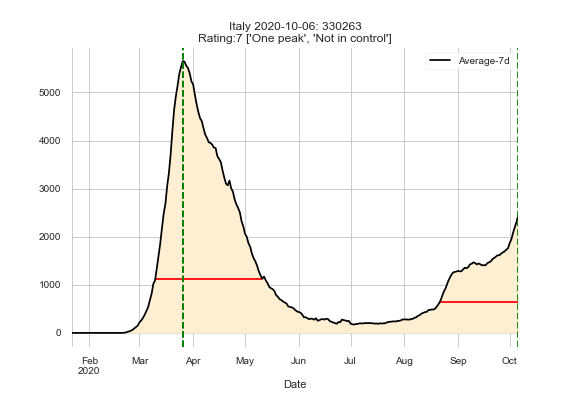 Italy 2020-10-06: 330263
Rating:7 ['One peak', 'Not in control']
Average-7d
5000
4000
3000
2000
1000
0
Feb Mar Apr May Jun Jul Aug Sep Oct
2020
Date